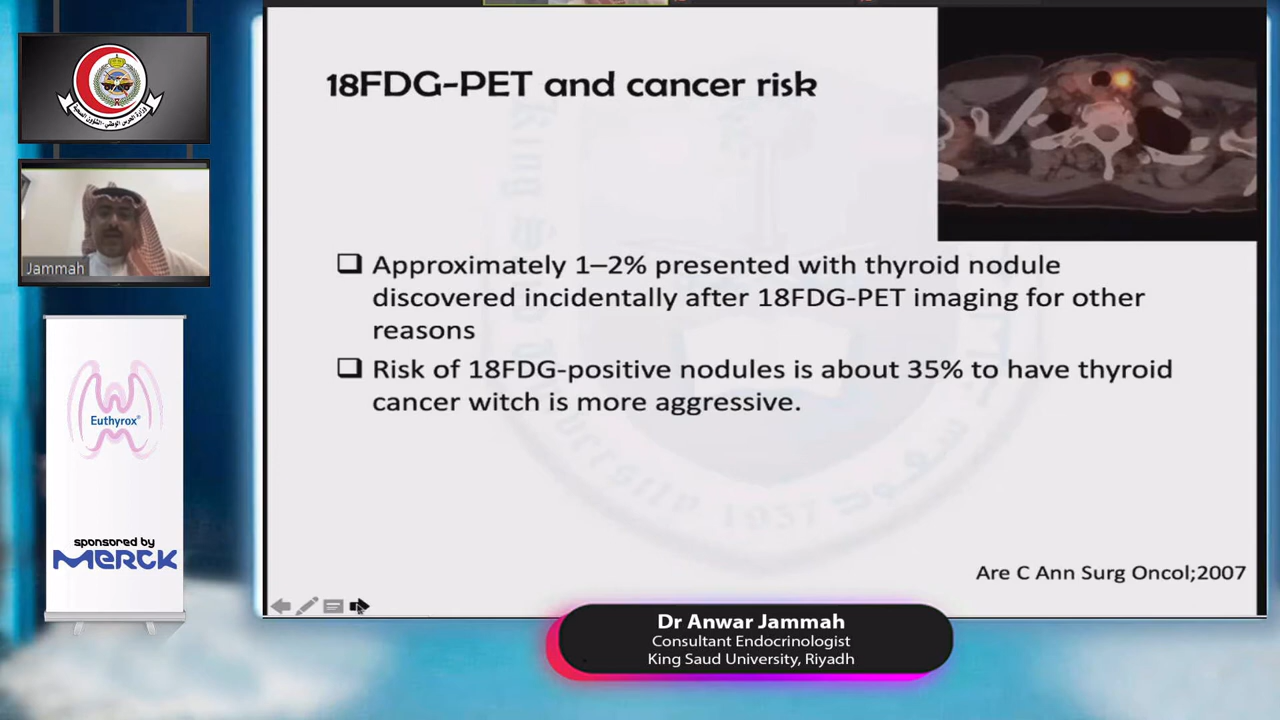 18FDG-PET and cancer risk
Jammah
❑ Approximately 1–2% presented with thyroid nodule
discovered incidentally after 18FDG-PET imaging for other
reasons
❑ Risk of 18FDG-positive nodules is about 35% to have thyroid
cancer witch is more aggressive.
Are C Ann Surg Oncol;2007
Euthyrox®
sponsored by
MERCK
Dr Anwar Jammah
Consultant Endocrinologist
King Saud University, Riyadh